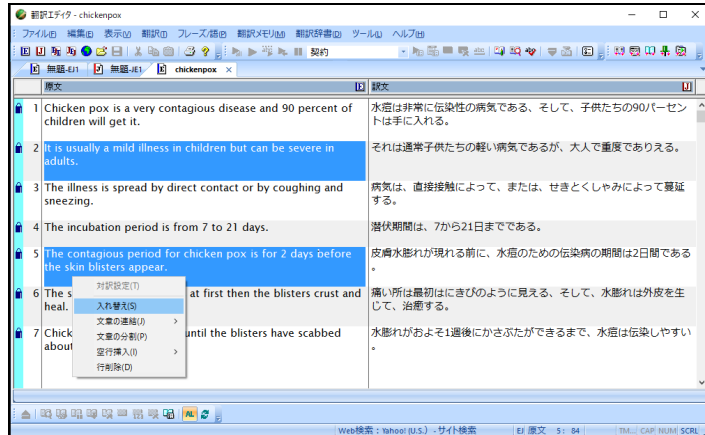 翻訳エディタ - chickenpox
ファイル(F) 編集(E) 表示(V) 翻訳(T) フレーズ/語(P) 翻訳メモリ(M) 翻訳辞書(D) ツール(L) ヘルプ(H)
契約
無題-EJ1 無題-JE1 chickenpox ×
原文 E 訳文 J
1 Chicken pox is a very contagious disease and 90 percent of
children will get it.
水痘は非常に伝染性の病気である、そして、子供たちの90パーセン
トは手に入れる。
2 It is usually a mild illness in children but can be severe in
adults.
それは通常子供たちの軽い病気であるが、大人で重度でありえる。
3 The illness is spread by direct contact or by coughing and
sneezing.
病気は、直接接触によって、または、せきとくしゃみによって蔓延
する。
4 The incubation period is from 7 to 21 days.
潜伏期間は、7から21日までである。
5 The contagious period for chicken pox is for 2 days before
the skin blisters appear.
皮膚水膨れが現れる前に、水痘のための伝染病の期間は2日間である
。
6 The s at first then the blisters crust and
heal.
痛い所は最初はにきびのように見える、そして、水膨れは外皮を生
じて、治癒する。
7 Chick until the blisters have scabbed
about
水膨れがおよそ1週後にかさぶたができるまで、水痘は伝染しやすい
。
対訳設定(T)
入れ替え(S)
文章の連結(J)
文章の分割(P)
空行挿入(I)
行削除(D)
AL
Web検索：Yahoo! (U.S.) - サイト検索 EJ 原文 5: 84 TM... CAP NUM SCRL